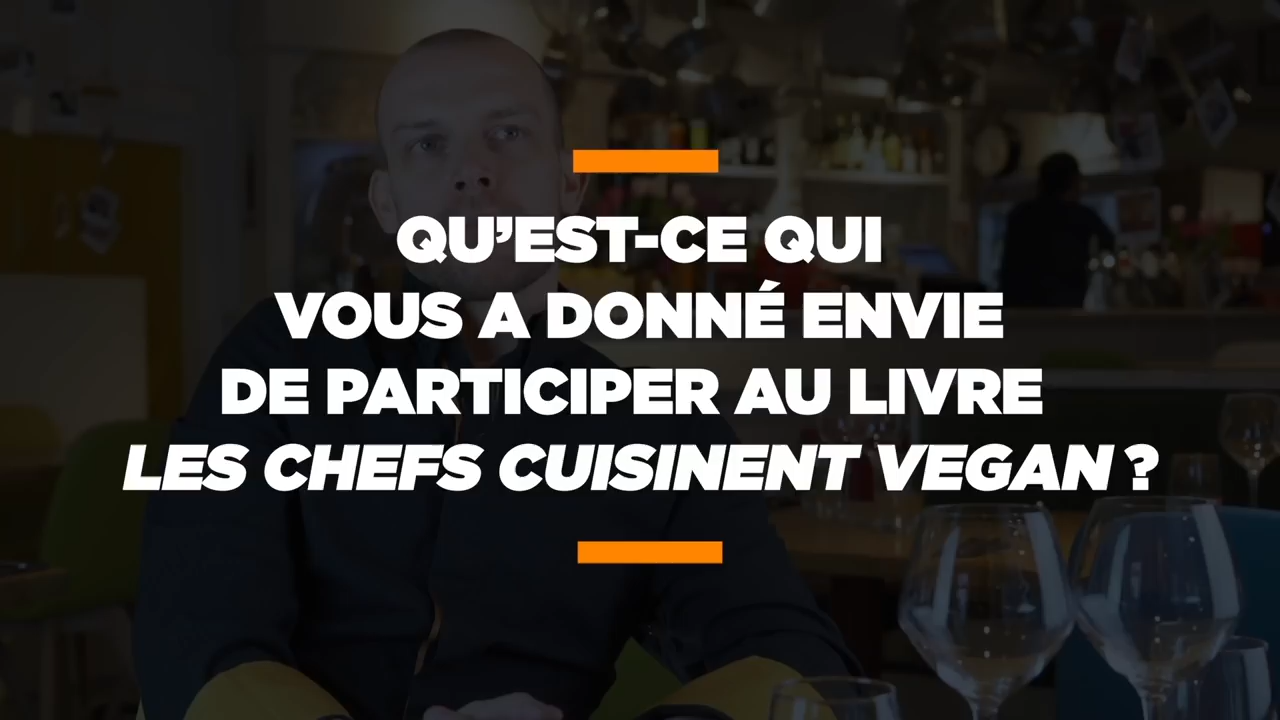 QU’EST-CE QUI
VOUS A DONNÉ ENVIE
DE PARTICIPER AU LIVRE
LES CHEFS CUISINENT VEGAN ?